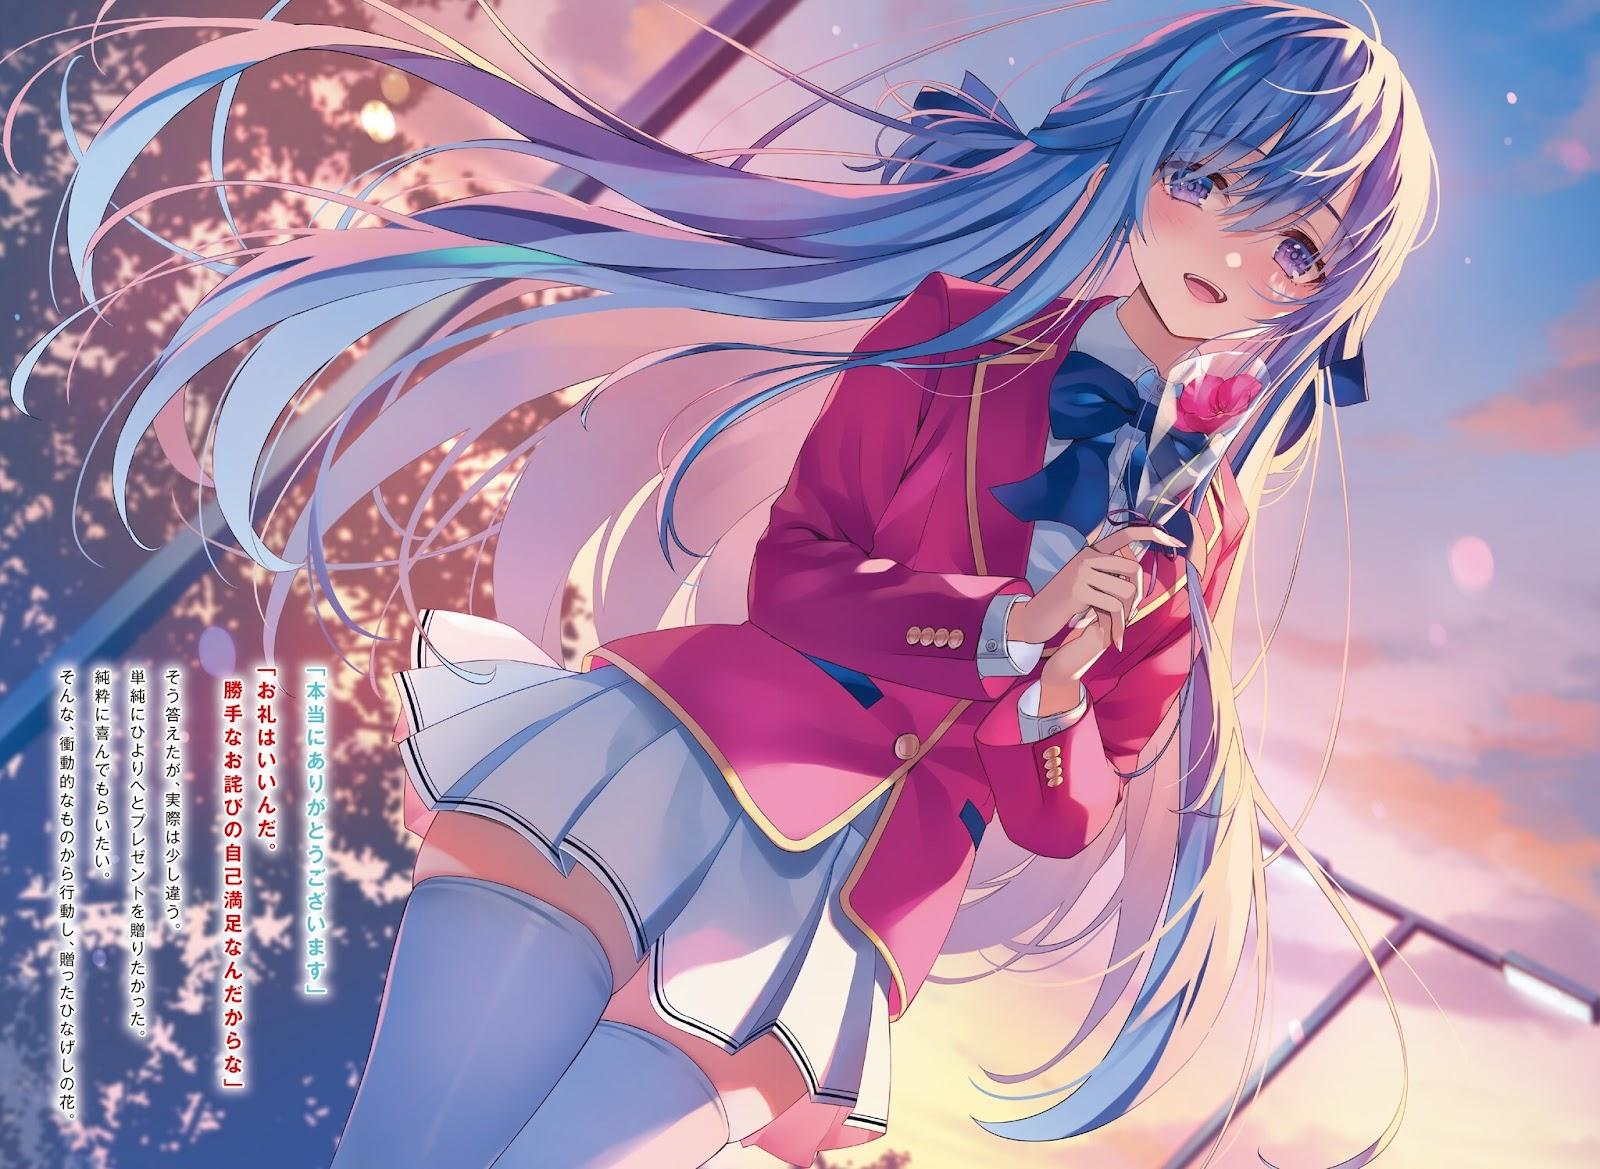 「本当にありがとうございます」
「お礼はいいんだ。
勝手なお詫びの自己満足なんだからな」
そう答えたが、実際は少し違う。
単純にひよりへとプレゼントを贈りたかった。
純粋に喜んでもらいたい。
そんな、衝動的なものから行動し、贈ったひなげしの花。